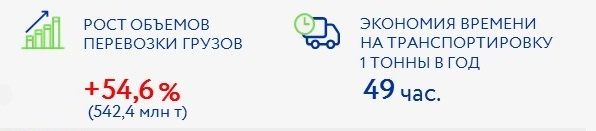 РОСТ ОБЪЕМОВ
ПЕРЕВОЗКИ ГРУЗОВ
+54,6 %
(542,4 млн т)
ЭКОНОМИЯ ВРЕМЕНИ
НА ТРАНСПОРТИРОВКУ
1 ТОННЫ В ГОД
49 час.